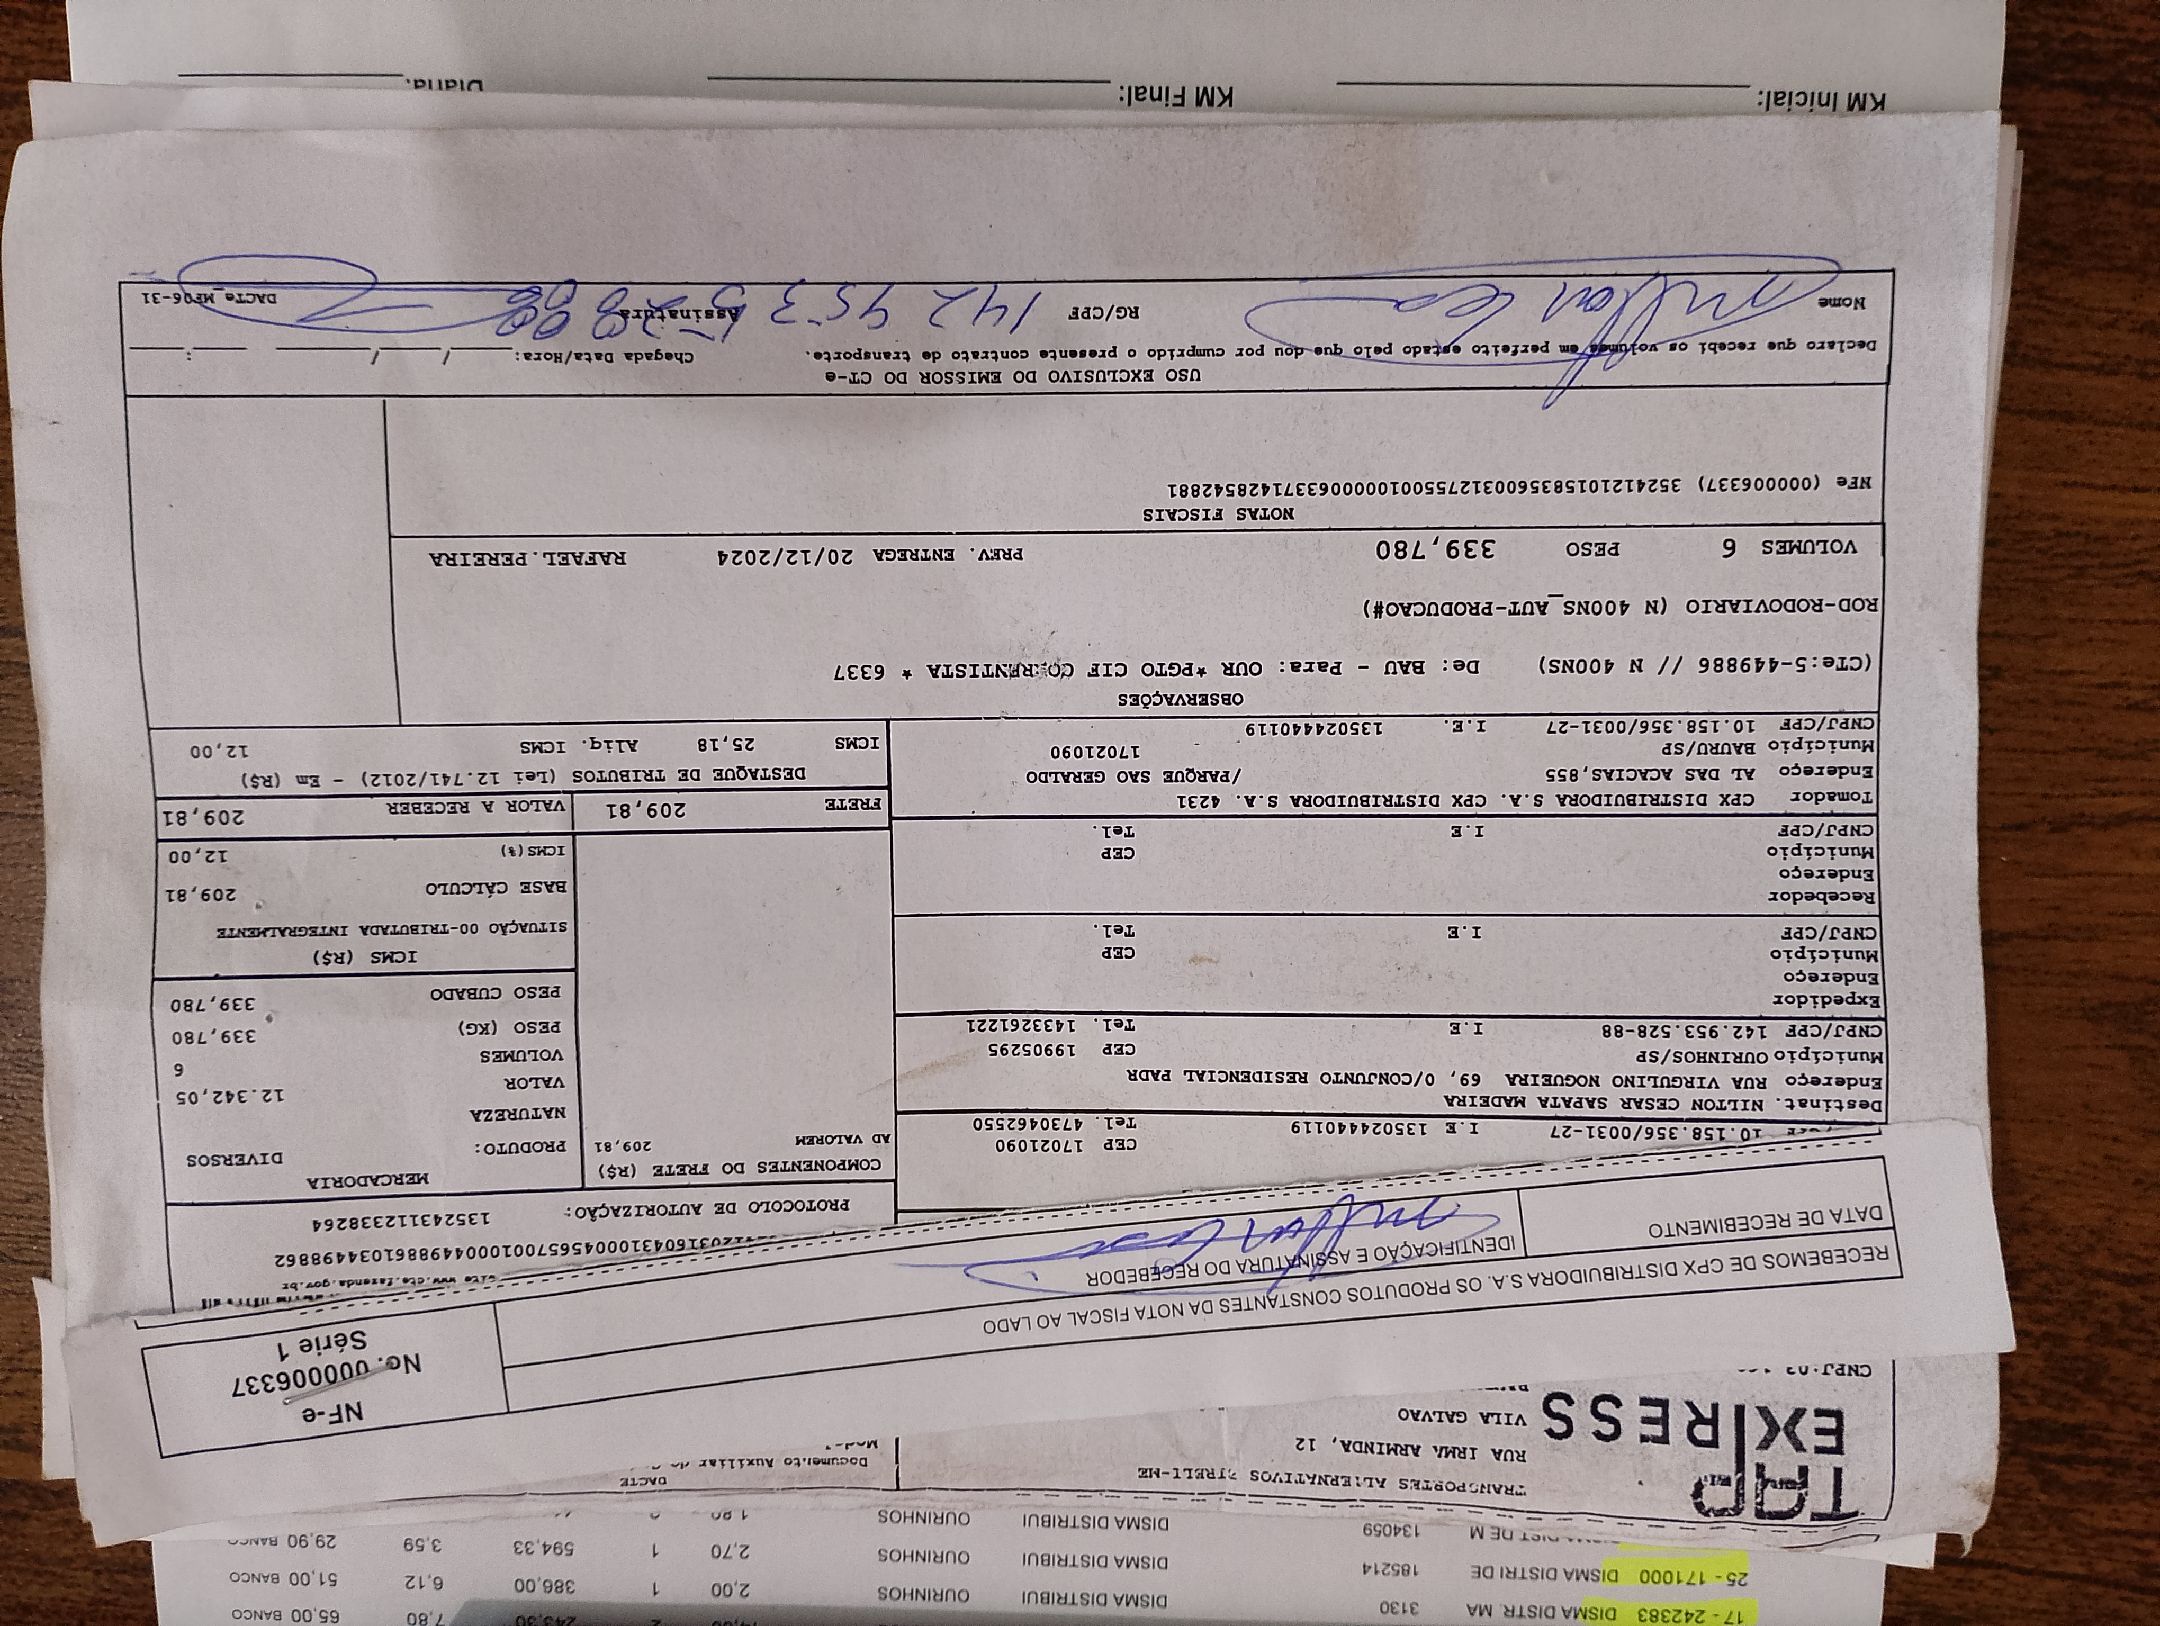 17 - 242383 DISMA DISTR. MA 3130 7,80 65,00 BANCO
25 - 171000 DISMA DISTRI DE 185214 DISMA DISTRIBUI OURINHOS 2,00 1 386,00 6,12 51,00 BANCO
134059 DISMA DISTRIBUI OURINHOS 2,70 1 594,33 3,59 29,90 BANCO
DISMA DISTRIBUI OURINHOS
TAP EXPRESS
TRANSPORTES ALTERNATIVOS EIRELI-ME
RUA IRMA ARMINDA, 12
VILA GALVAO
DACTE
Documento Auxiliar
RECEBEMOS DE CPX DISTRIBUIDORA S.A. OS PRODUTOS CONSTANTES DA NOTA FISCAL AO LADO
DATA DE RECEBIMENTO
IDENTIFICAÇÃO E ASSINATURA DO RECEBEDOR
NF-e
No. 000006337
Série 1
site www.cte.fazenda.gov.br
PROTOCOLO DE AUTORIZAÇÃO: 135243112338264
CEP 17021090
10.158.356/0031-27 I.E 135024440119 Tel. 4730462550
Destinat. NILTON CESAR SAPATA MADEIRA
Endereço RUA VIRGULINO NOGUEIRA 69, 0/CONJUNTO RESIDENCIAL PADR
Município OURINHOS/SP CEP 19905295
CNPJ/CPF 142.953.528-88 I.E Tel. 1433261221
Expedidor
Endereço
Município CEP
CNPJ/CPF I.E Tel.
Recebedor
Endereço
Município CEP
CNPJ/CPF I.E Tel.
Tomador CPX DISTRIBUIDORA S.A. CPX DISTRIBUIDORA S.A. 4231
Endereço AL DAS ACACIAS,855 /PARQUE SAO GERALDO
Município BAURU/SP 17021090
CNPJ/CPF 10.158.356/0031-27 I.E. 135024440119
COMPONENTES DO FRETE (R$)
AD VALOREM 209,81
MERCADORIA
PRODUTO: DIVERSOS
NATUREZA
VALOR 12.342,05
VOLUMES 6
PESO (KG) 339,780
PESO CUBADO 339,780
ICMS (R$)
SITUAÇÃO 00-TRIBUTADA INTEGRALMENTE
BASE CÁLCULO 209,81
ICMS(%) 12,00
FRETE 209,81 VALOR A RECEBER 209,81
DESTAQUE DE TRIBUTOS (Lei 12.741/2012) - Em (R$)
ICMS 25,18 Aliq. ICMS 12,00
OBSERVAÇÕES
(CTe:5-449886 // N 400NS) De: BAU - Para: OUR *PGTO CIF CORRENTISTA * 6337
ROD-RODOVIARIO (N 400NS_AUT-PRODUCAO#)
VOLUMES 6 PESO 339,780 PREV. ENTREGA 20/12/2024 RAFAEL.PEREIRA
NOTAS FISCAIS
NFe (000006337) 35241210158356003127550010000063371428542881
USO EXCLUSIVO DO EMISSOR DO CT-e
Declaro que recebi os volumes em perfeito estado pelo que dou por cumprido o presente contrato de transporte. Chegada Data/Hora: / / :
Nome RG/CPF 142 953 528 88 Assinatura DACTe_MF06-31
KM Inicial: KM Final: Diária: